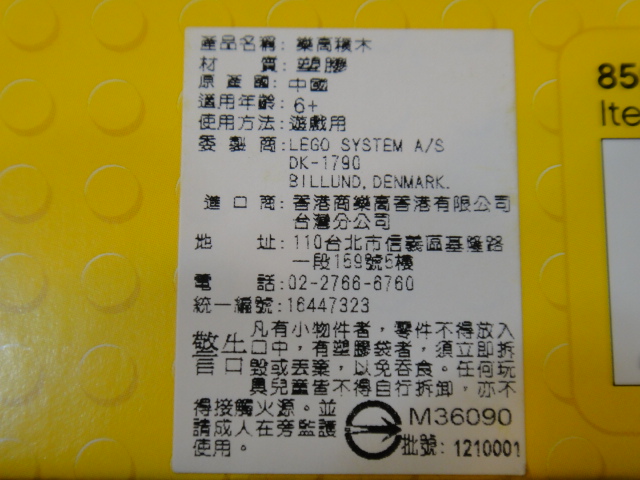 產品名稱: 樂高積木
材 質: 塑膠
原 產 國: 中國
適用年齡: 6+
使用方法: 遊戲用
委 製 商: LEGO SYSTEM A/S
DK-1790
BILLUND, DENMARK.
進 口 商: 香港商樂高香港有限公司
台灣分公司
地 址: 110台北市信義區基隆路
一段159號5樓
電 話: 02-2766-6760
統一編號: 16447323
警告 凡有小物件者，零件不得放入
口中，有塑膠袋者，須立即拆
毀或丟棄，以免吞食。任何玩
具兒童皆不得自行拆卸，亦不
得接觸火源。並
請成人在旁監護
使用。
M36090
批號: 1210001
85
Ite